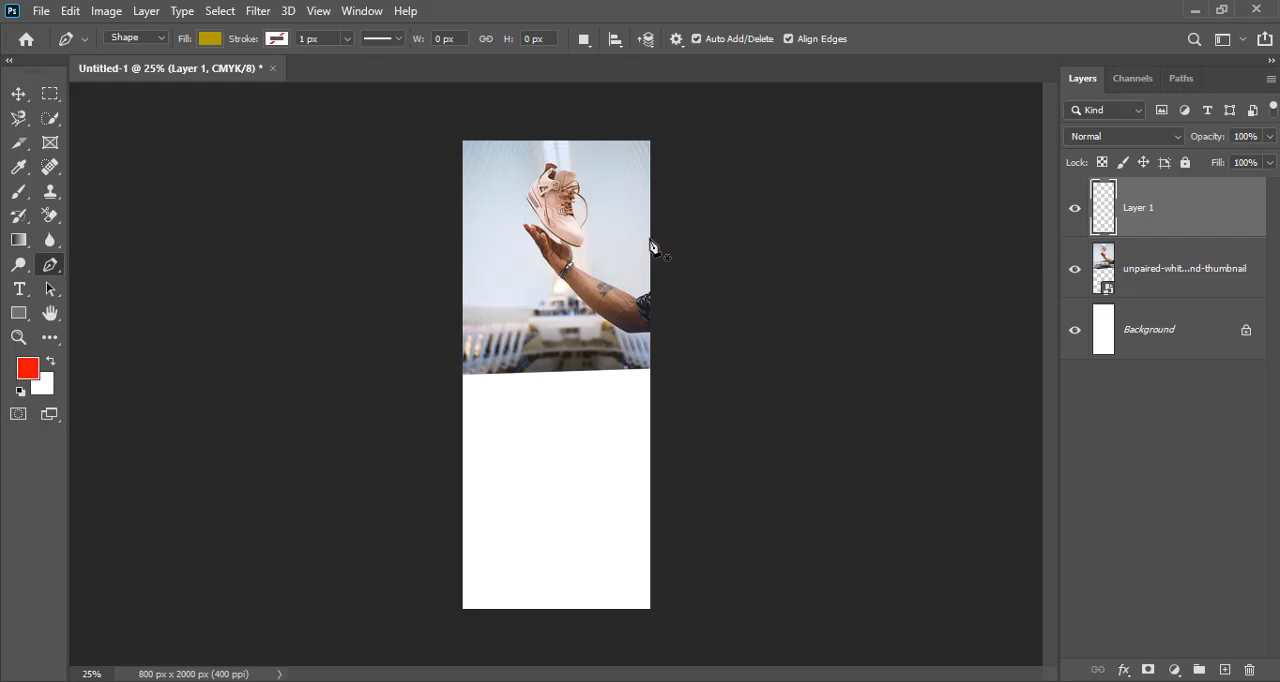 Ps File Edit Image Layer Type Select Filter 3D View Window Help
Shape Fill: Stroke: 1 px W: 0 px H: 0 px Auto Add/Delete Align Edges
Untitled-1 @ 25% (Layer 1, CMYK/8) *
Layers Channels Paths
Kind
Normal Opacity: 100%
Lock: Fill: 100%
Layer 1
unpaired-whit...nd-thumbnail
Background
25% 800 px x 2000 px (400 ppi)